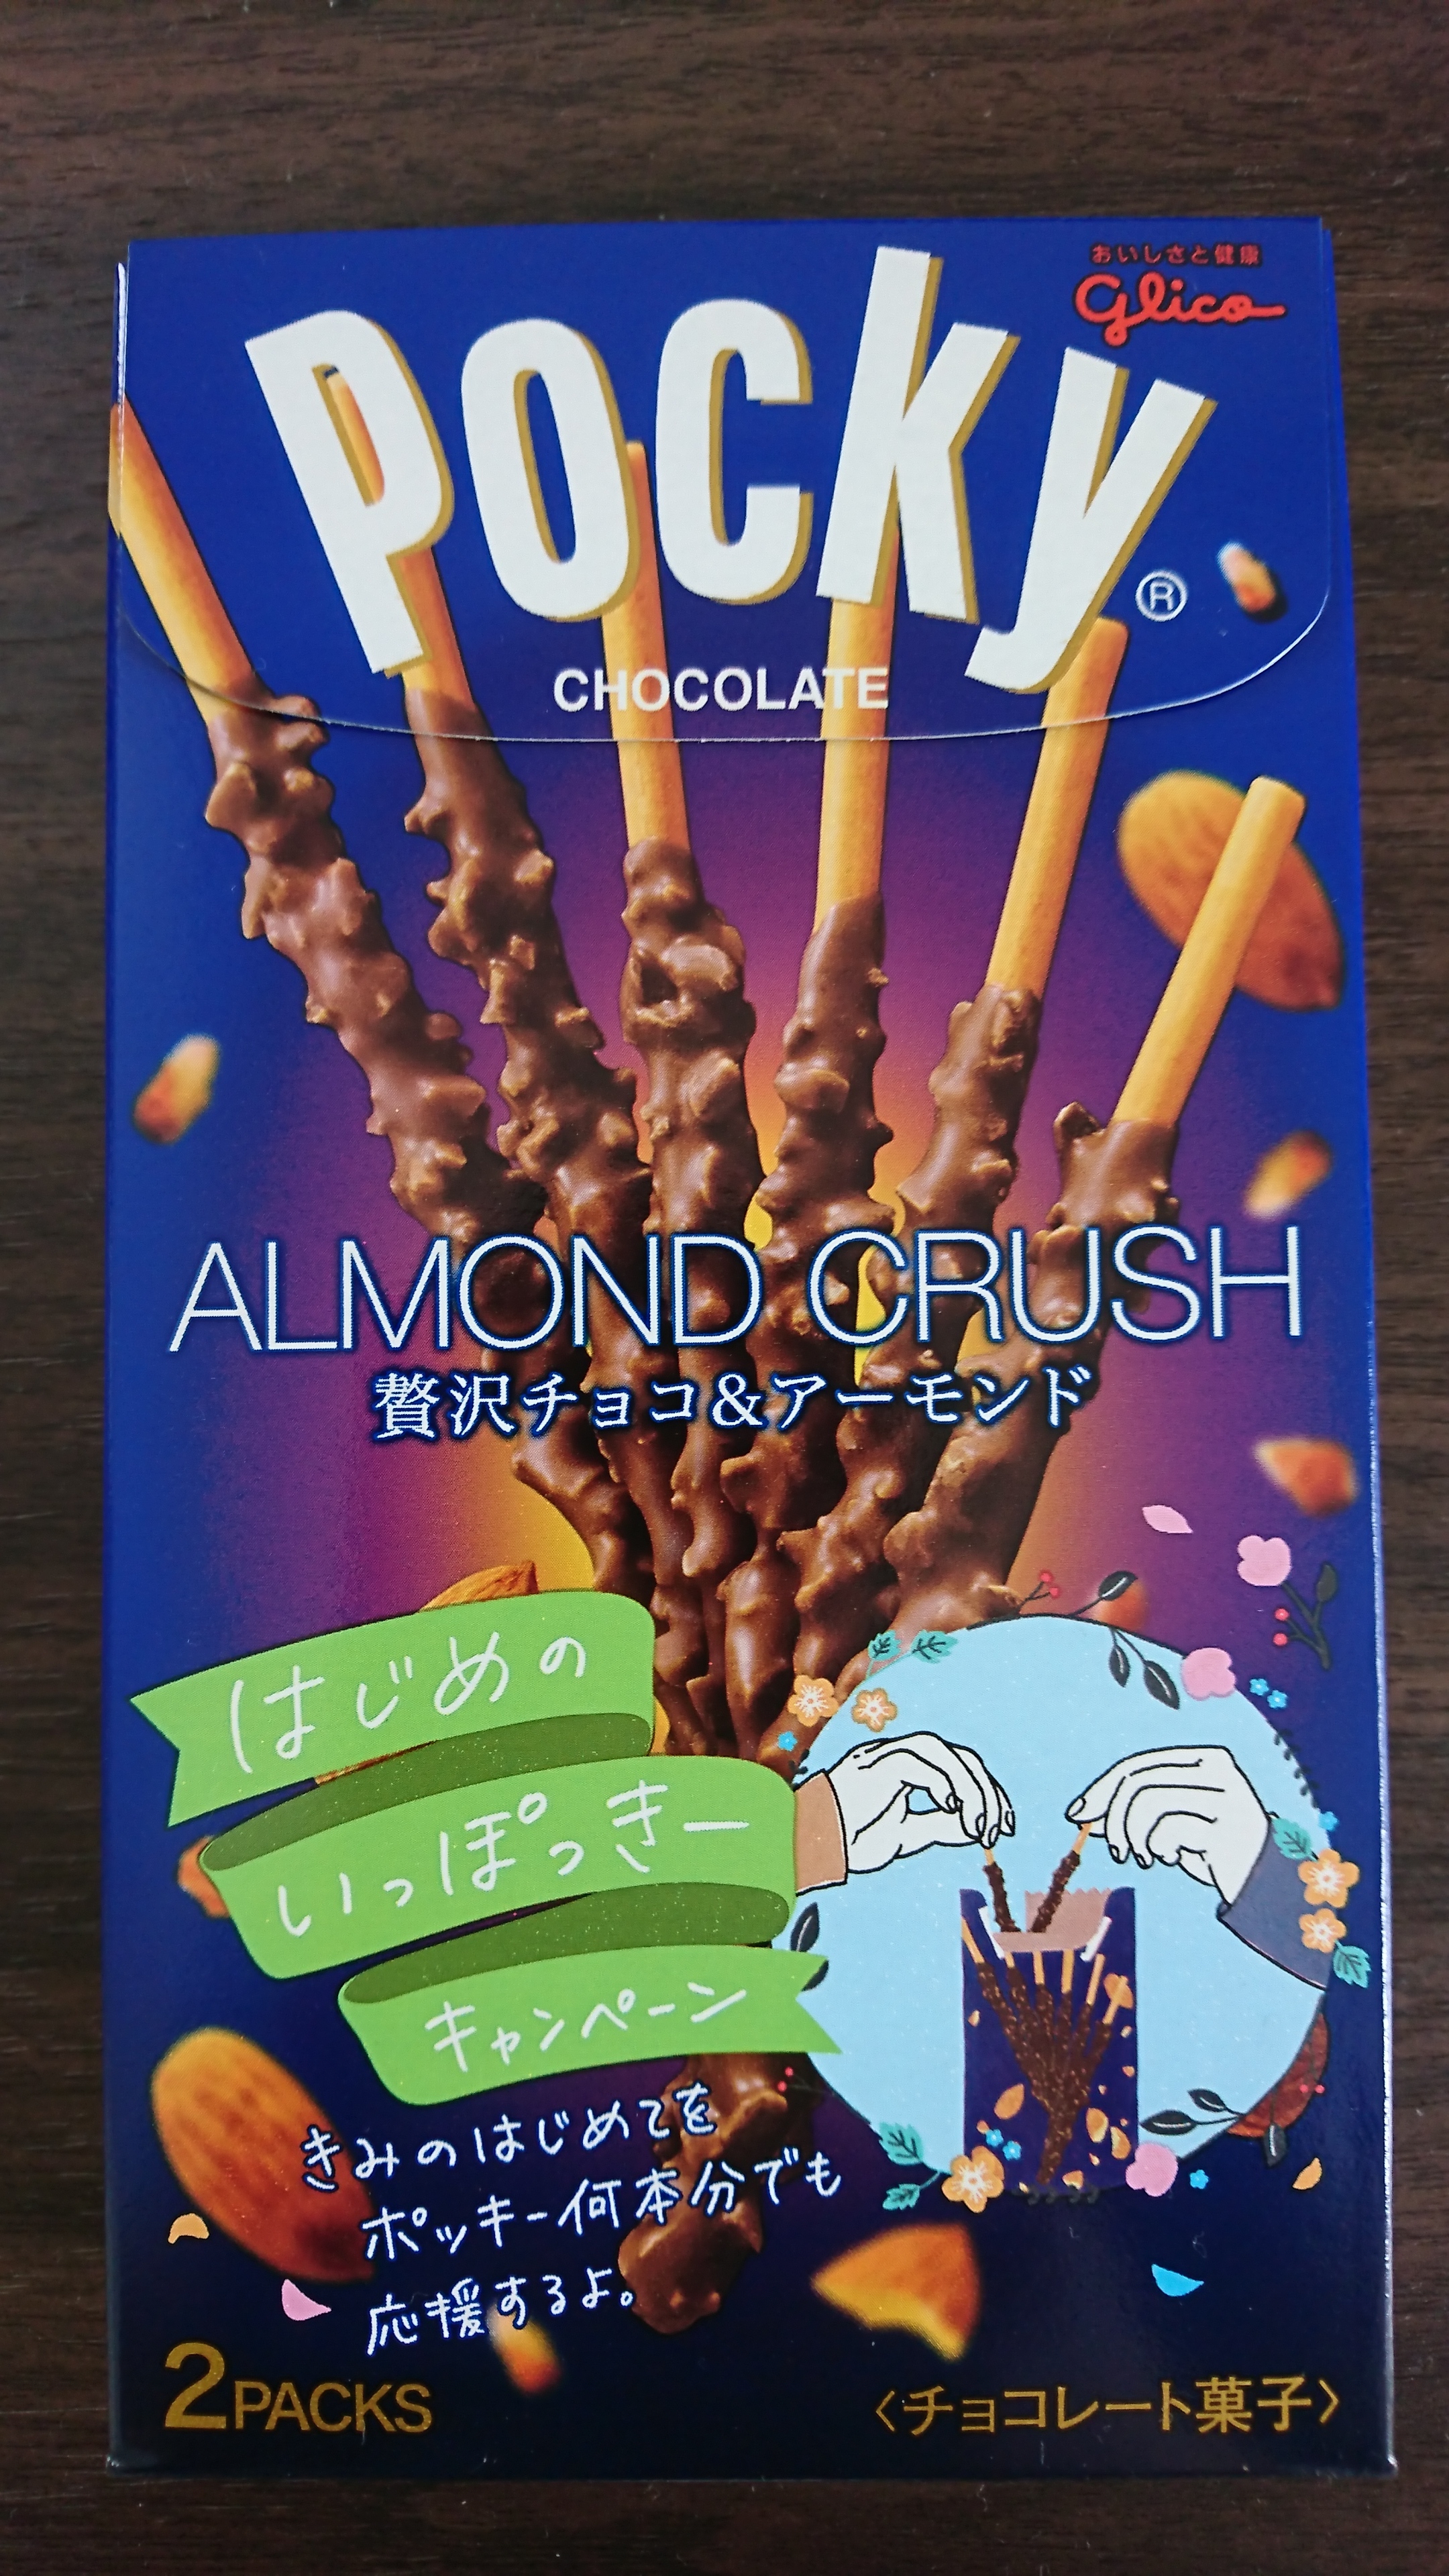 おいしさと健康
Glico
Pocky
®
CHOCOLATE
ALMOND CRUSH
贅沢チョコ&アーモンド
はじめの
いっぽっきー
キャンペーン
きみのはじめてを
ポッキー何本分でも
応援するよ。
2PACKS
〈チョコレート菓子〉